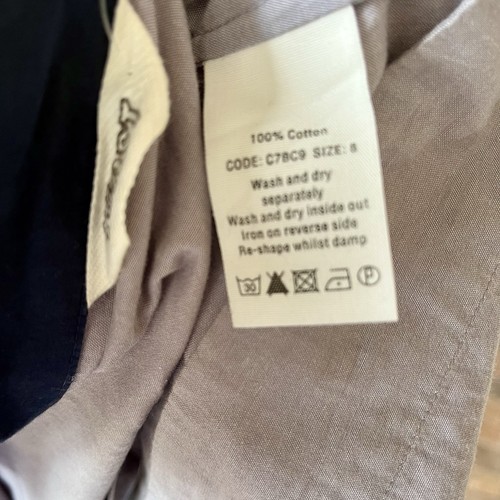 100% Cotton
CODE: C7BC9 SIZE: 8
Wash and dry
separately
Wash and dry inside out
Iron on reverse side
Re-shape whilst damp
30
P